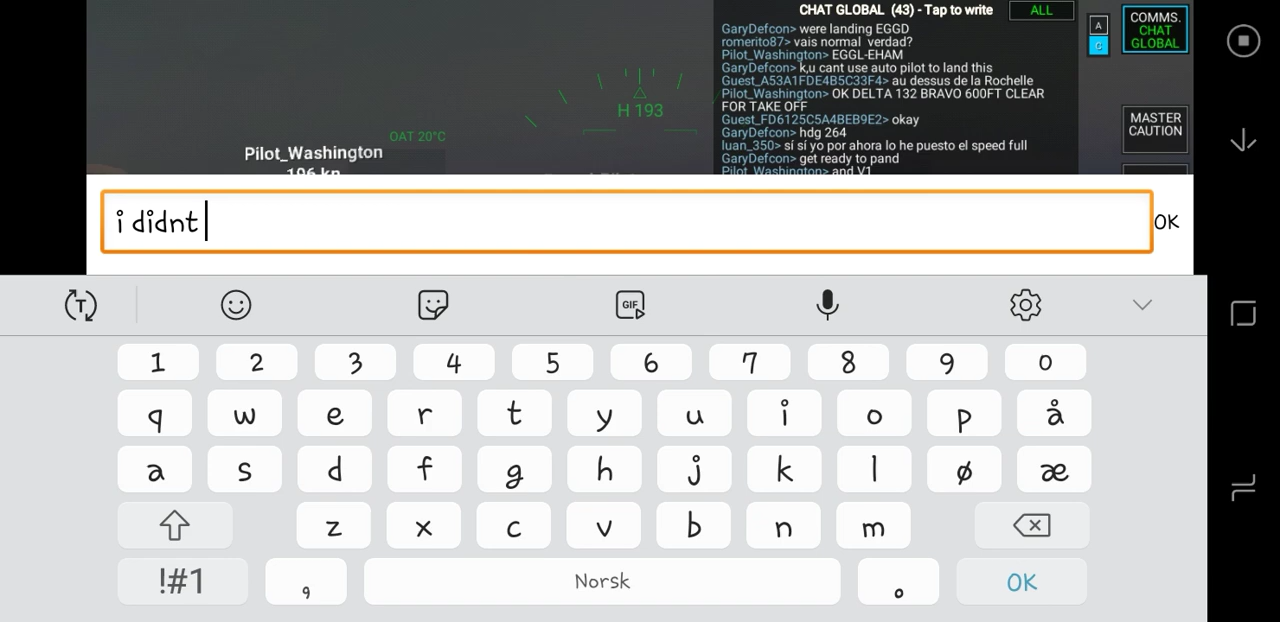 CHAT GLOBAL (43) - Tap to write
ALL
GaryDefcon> were landing EGGD
romerito87> vais normal verdad?
Pilot_Washington> EGGL-EHAM
GaryDefcon> k,u cant use auto pilot to land this
Guest_A53A1FDE4B5C33F4> au dessus de la Rochelle
Pilot_Washington> OK DELTA 132 BRAVO 600FT CLEAR
FOR TAKE OFF
Guest_FD6125C5A4BEB9E2> okay
GaryDefcon> hdg 264
luan_350> sí sí yo por ahora lo he puesto el speed full
GaryDefcon> get ready to pand
Pilot_Washington> and V1
A
C
COMMS.
CHAT
GLOBAL
MASTER
CAUTION
H 193
OAT 20°C
Pilot_Washington
i didnt
OK
T
GIF
1 2 3 4 5 6 7 8 9 0
q w e r t y u i o p å
a s d f g h j k l ø æ
z x c v b n m
!#1 , Norsk . OK